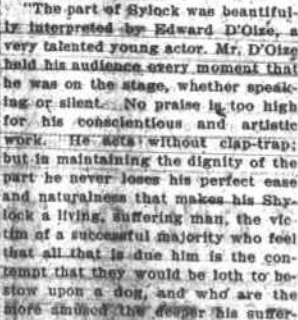 "The part of Sylock was beautiful-
ly interpreted by Edward D'Oize, a
very talented young actor. Mr. D'Oize
held his audience every moment that
he was on the stage, whether speak-
ing or silent. No praise is too high
for his conscientious and artistic
work. He acts without clap-trap;
but in maintaining the dignity of the
part he never loses his perfect ease
and naturalness that makes his Shy-
lock a living, suffering man, the vic-
tim of a successful majority who feel
that all that is due him is the con-
tempt that they would be loth to be-
stow upon a dog, and who are the
more amused the deeper his suffer-